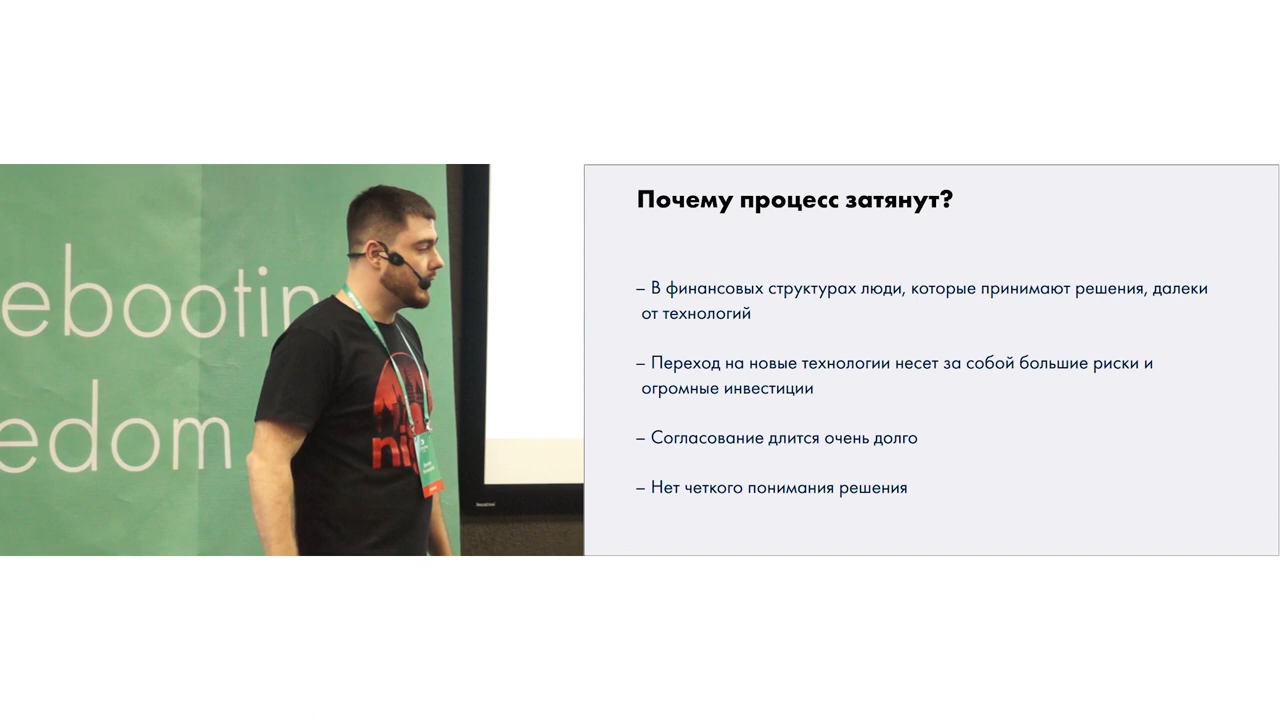 ebootin
edom
ni
Почему процесс затянут?
– В финансовых структурах люди, которые принимают решения, далеки
от технологий
– Переход на новые технологии несет за собой большие риски и
огромные инвестиции
– Согласование длится очень долго
– Нет четкого понимания решения